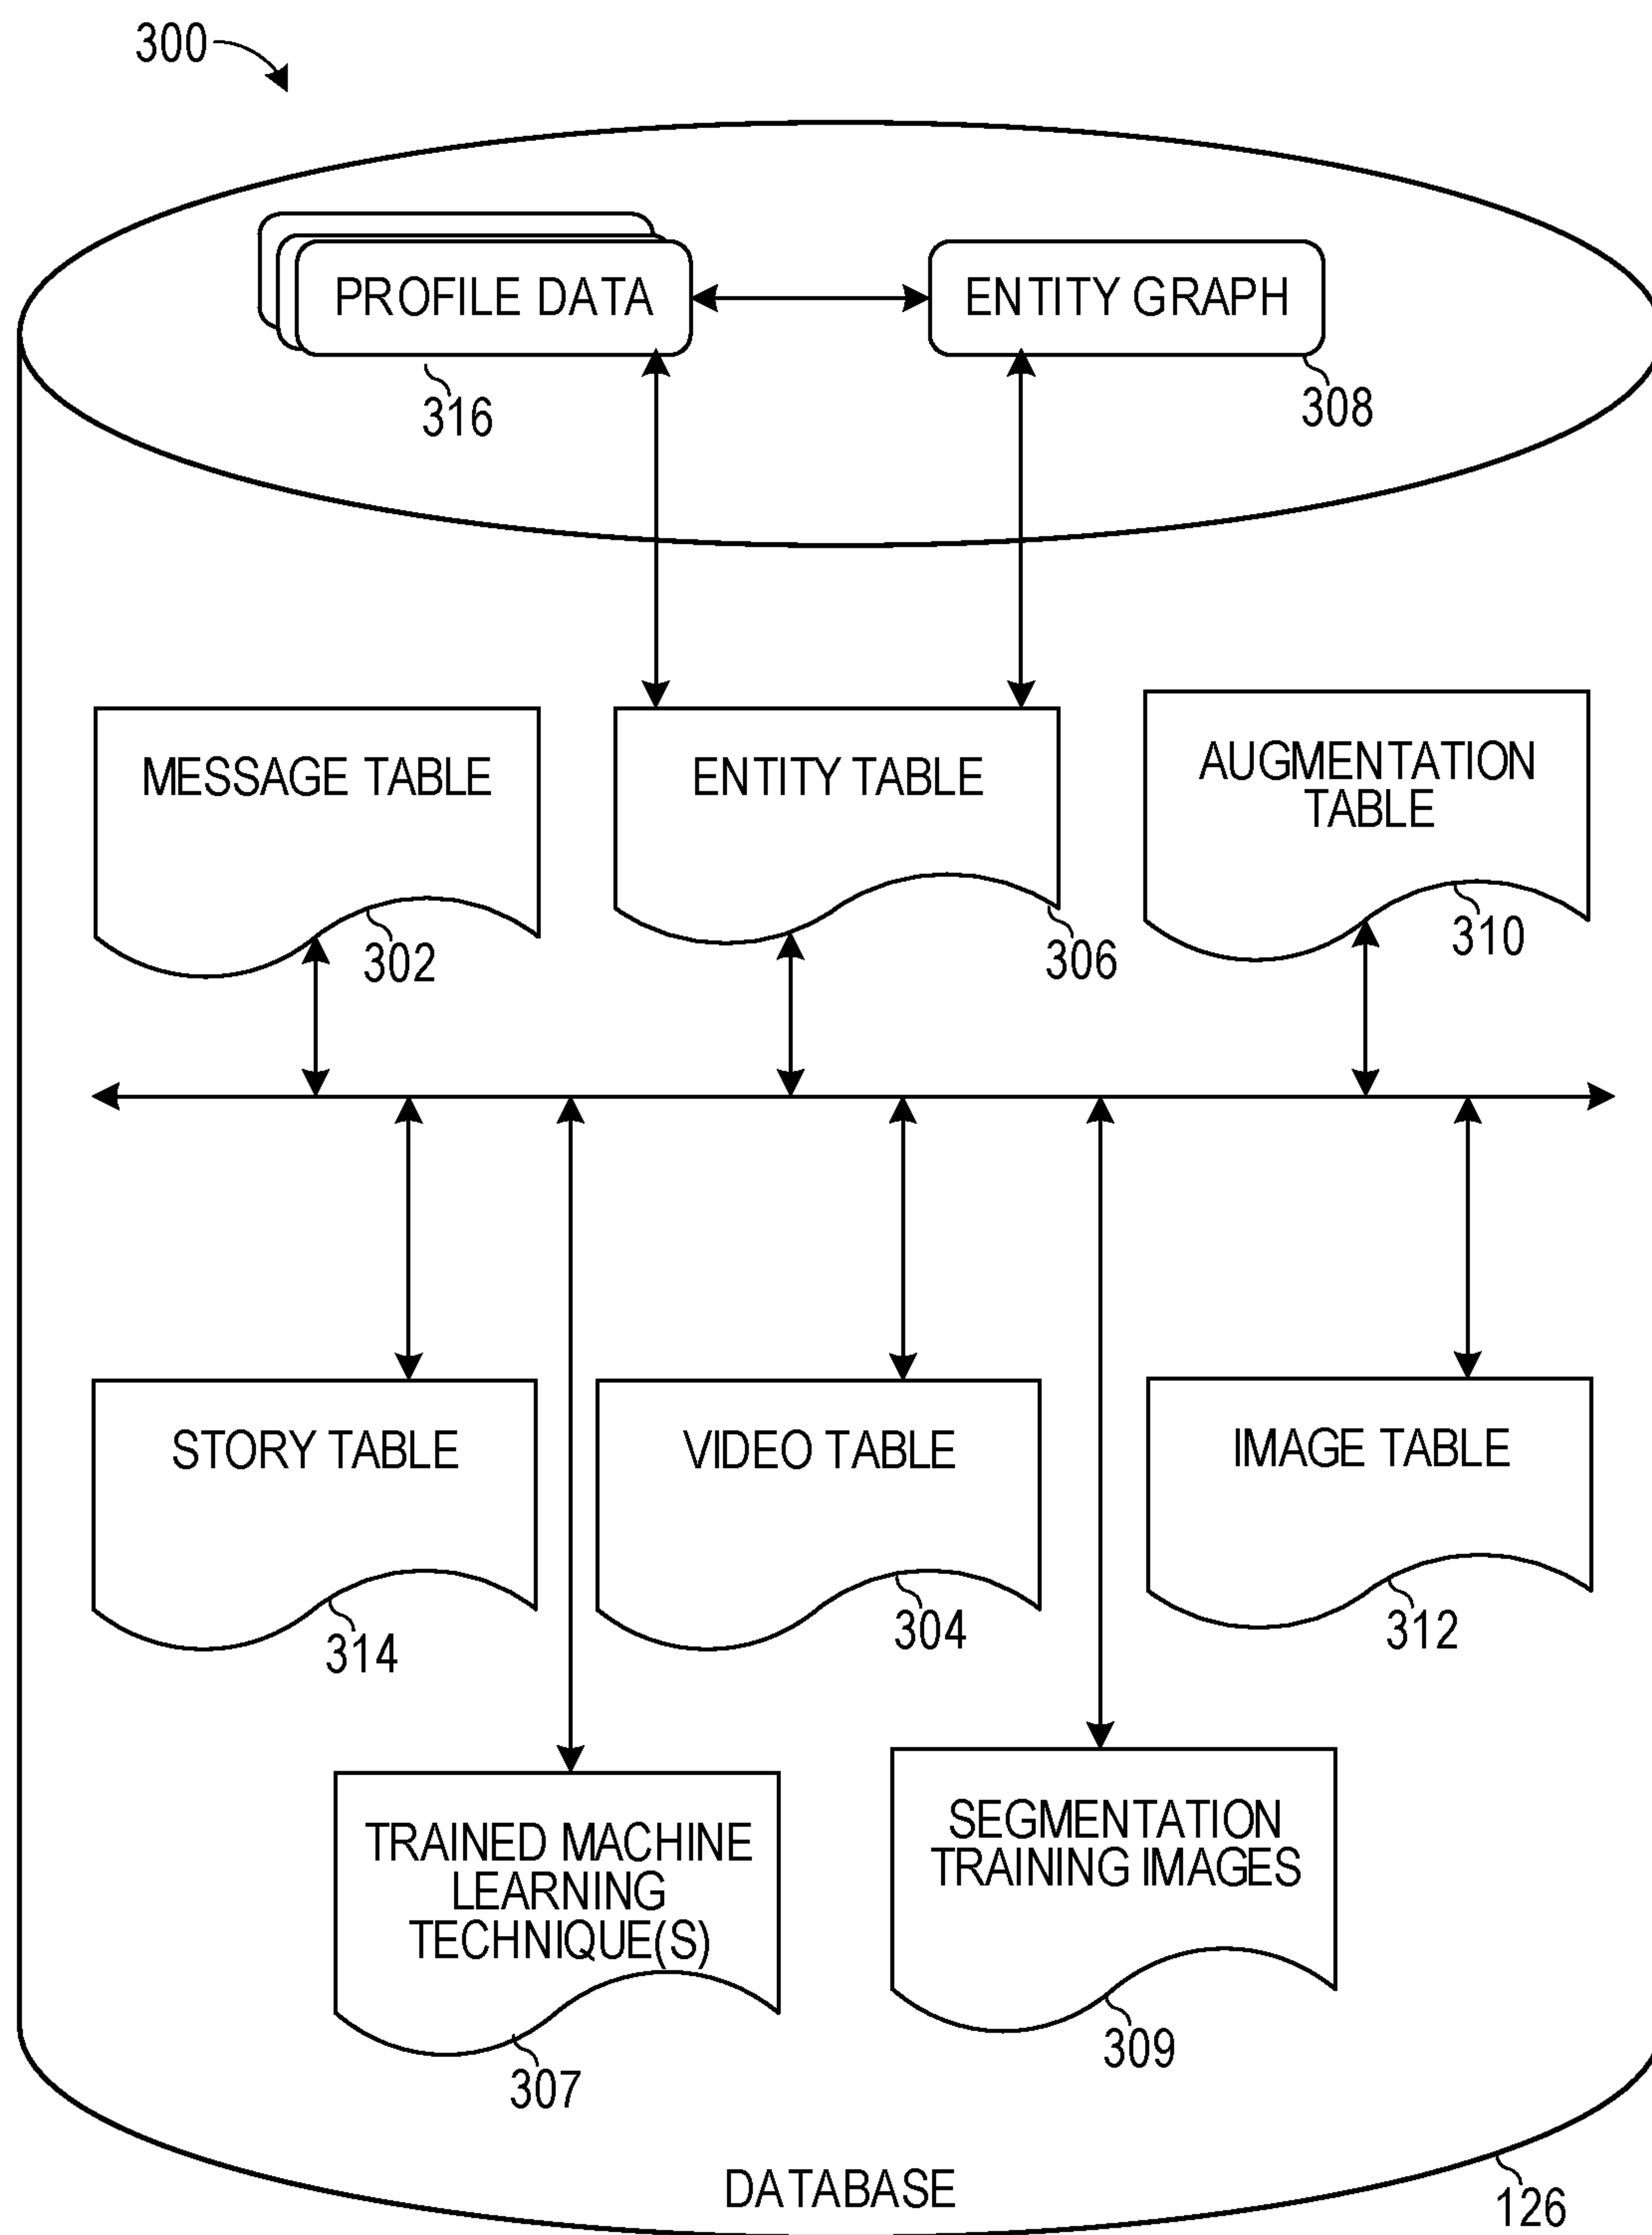 300
PROFILE DATA
ENTITY GRAPH
316
308
MESSAGE TABLE
ENTITY TABLE
AUGMENTATION
TABLE
302
306
310
STORY TABLE
VIDEO TABLE
IMAGE TABLE
314
304
312
TRAINED MACHINE
LEARNING
TECHNIQUE(S)
SEGMENTATION
TRAINING IMAGES
307
309
DATABASE
126